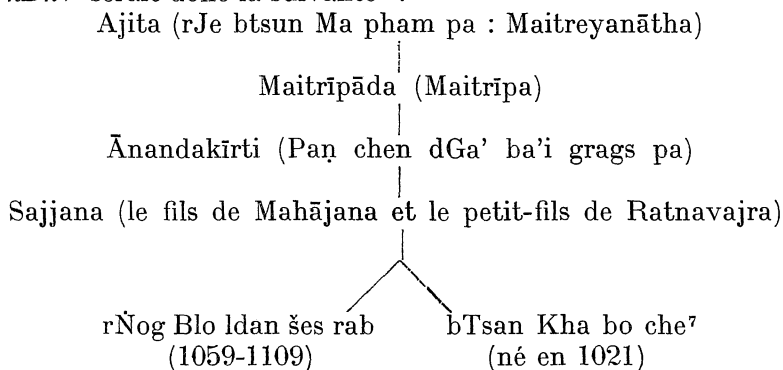 serait donc la suivante
Ajita (rJe btsun Ma pham pa : Maitreyanātha)
Maitrīpāda (Maitrīpa)
Ānandakīrti (Paṇ chen dGa' ba'i grags pa)
Sajjana (le fils de Mahājana et le petit-fils de Ratnavajra)
rṄog Blo ldan šes rab bTsan Kha bo che⁷
(1059-1109) (né en 1021)